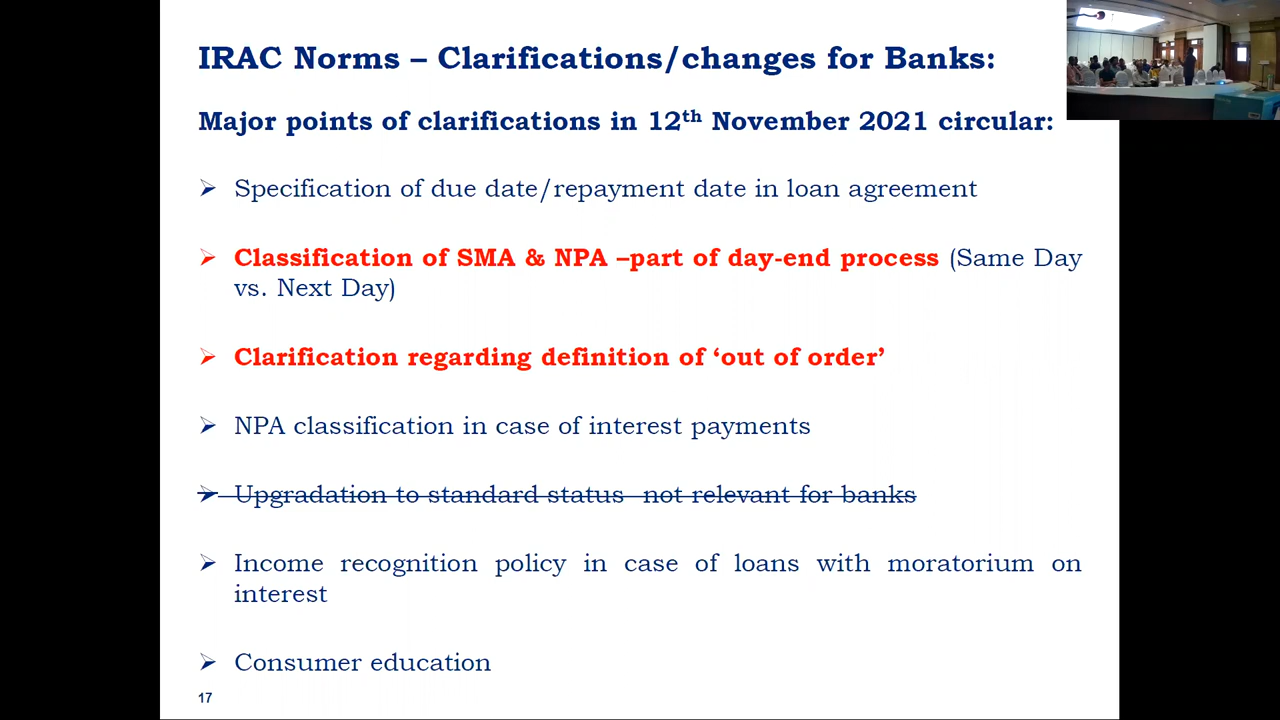 IRAC Norms – Clarifications/changes for Banks:
Major points of clarifications in 12th November 2021 circular:
➢ Specification of due date/repayment date in loan agreement
➢ Classification of SMA & NPA –part of day-end process (Same Day
vs. Next Day)
➢ Clarification regarding definition of ‘out of order’
➢ NPA classification in case of interest payments
➢ Upgradation to standard status not relevant for banks
➢ Income recognition policy in case of loans with moratorium on
interest
➢ Consumer education
17